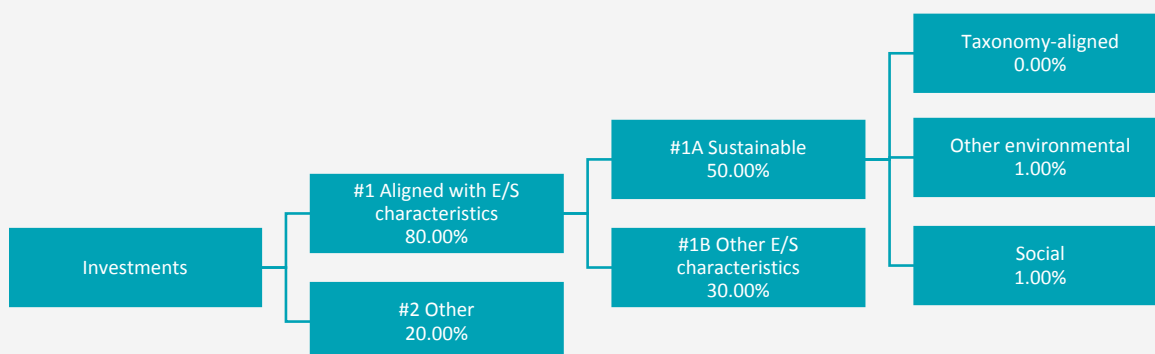 Investments
#1 Aligned with E/S
characteristics
80.00%
#2 Other
20.00%
#1A Sustainable
50.00%
#1B Other E/S
characteristics
30.00%
Taxonomy-aligned
0.00%
Other environmental
1.00%
Social
1.00%